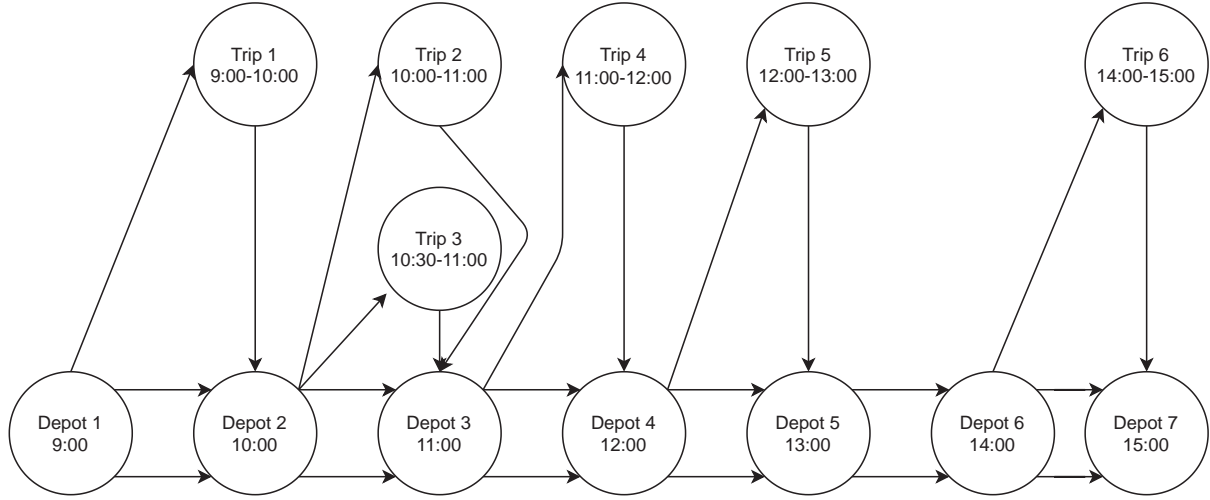 Trip 1
9:00-10:00
Trip 2
10:00-11:00
Trip 4
11:00-12:00
Trip 5
12:00-13:00
Trip 6
14:00-15:00
Trip 3
10:30-11:00
Depot 1
9:00
Depot 2
10:00
Depot 3
11:00
Depot 4
12:00
Depot 5
13:00
Depot 6
14:00
Depot 7
15:00